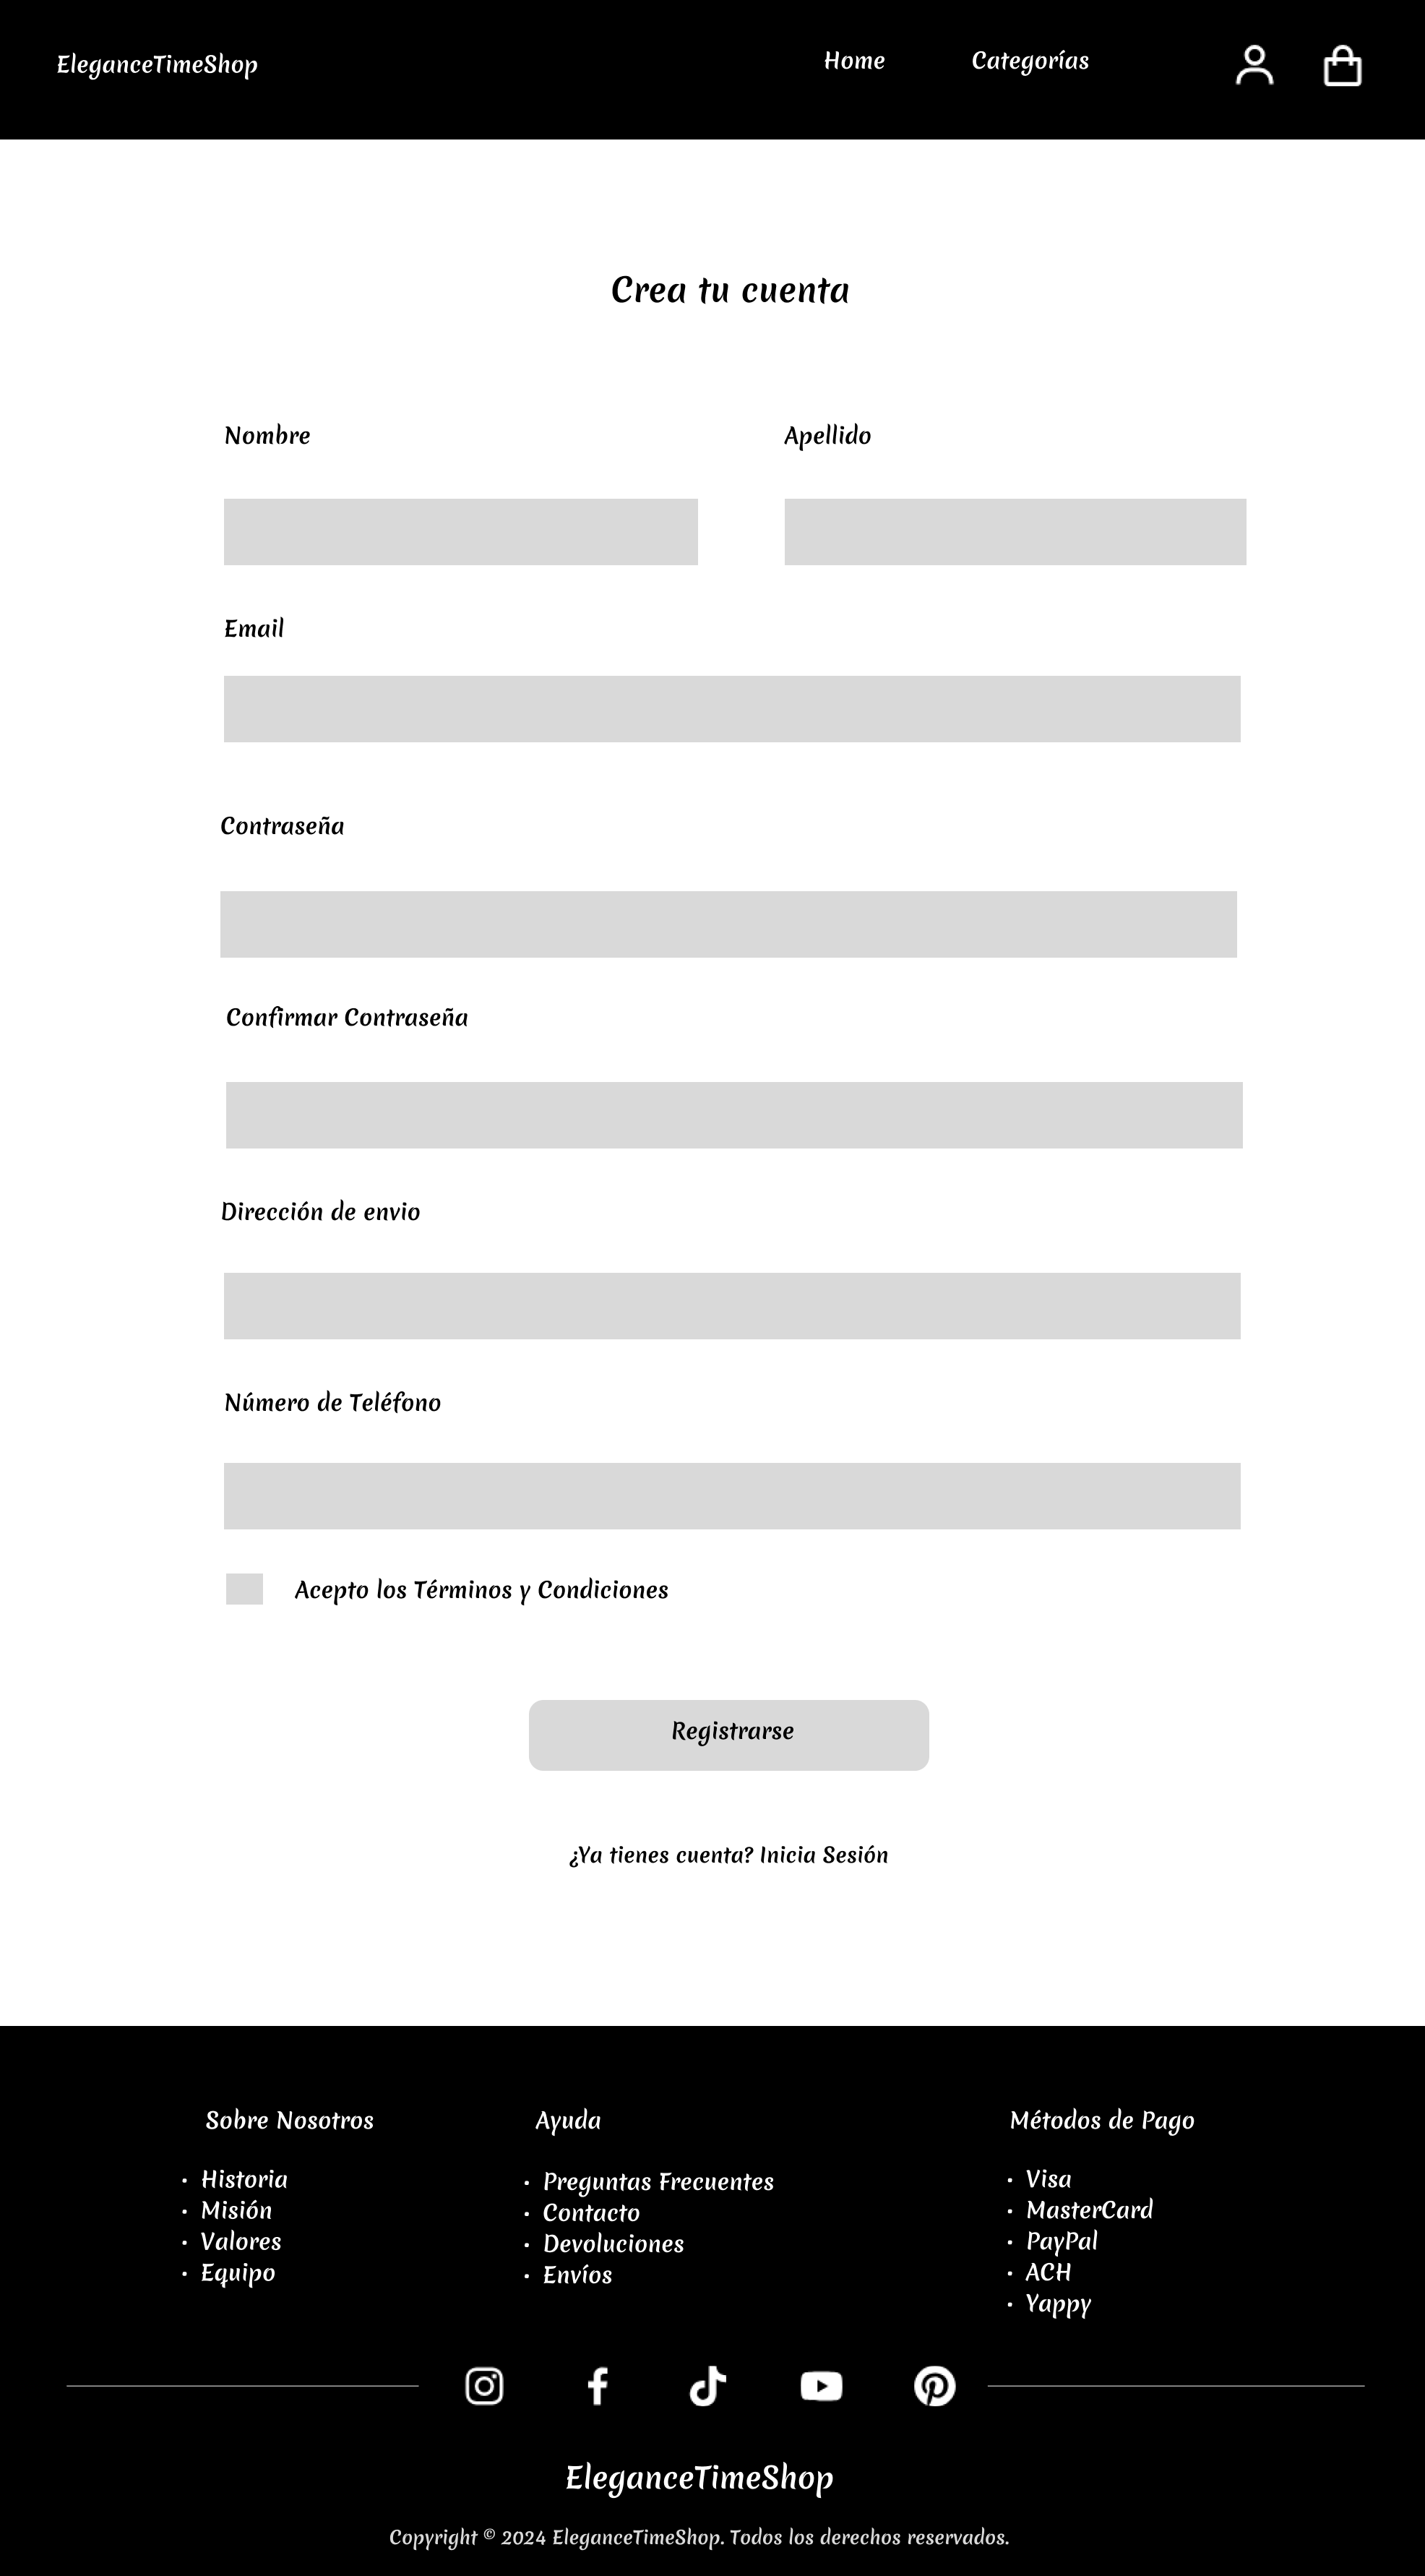 EleganceTimeShop
Home
Categorías
Crea tu cuenta
Nombre
Apellido
Email
Contraseña
Confirmar Contraseña
Dirección de envio
Número de Teléfono
Acepto los Términos y Condiciones
Registrarse
¿Ya tienes cuenta? Inicia Sesión
Sobre Nosotros
• Historia
• Misión
• Valores
• Equipo
Ayuda
• Preguntas Frecuentes
• Contacto
• Devoluciones
• Envíos
Métodos de Pago
• Visa
• MasterCard
• PayPal
• ACH
• Yappy
EleganceTimeShop
Copyright © 2024 EleganceTimeShop. Todos los derechos reservados.